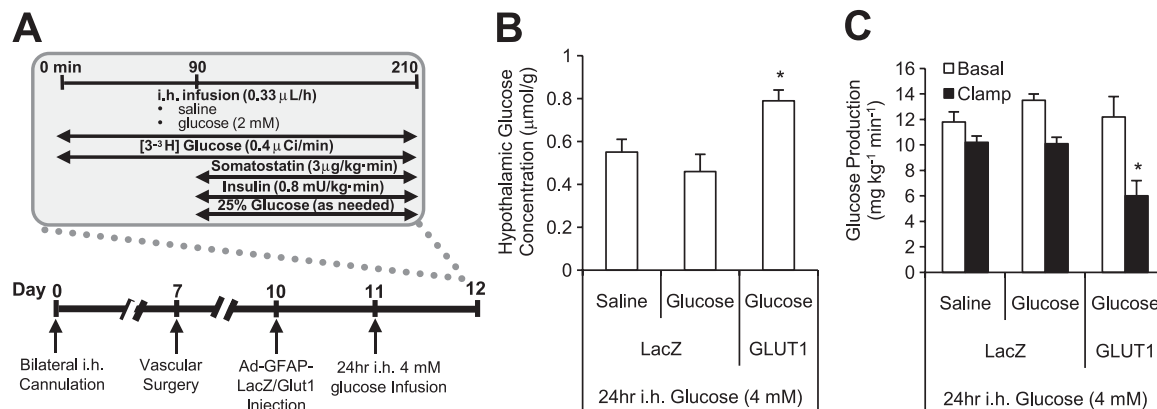 A
0 min 90 210
i.h. infusion (0.33 μL/h)
• saline
• glucose (2 mM)
[3-³H] Glucose (0.4 μCi/min)
Somatostatin (3μg/kg·min)
Insulin (0.8 mU/kg·min)
25% Glucose (as needed)
Day 0 7 10 11 12
Bilateral i.h.
Cannulation
Vascular
Surgery
Ad-GFAP-
LacZ/Glut1
Injection
24hr i.h. 4 mM
glucose Infusion
B
Hypothalamic Glucose
Concentration (μmol/g)
1
0.8
0.6
0.4
0.2
0
*
Saline Glucose Glucose
LacZ GLUT1
24hr i.h. Glucose (4 mM)
C
Glucose Production
(mg kg⁻¹ min⁻¹)
16
14
12
10
8
6
4
2
0
Basal
Clamp
*
Saline Glucose Glucose
LacZ GLUT1
24hr i.h. Glucose (4 mM)